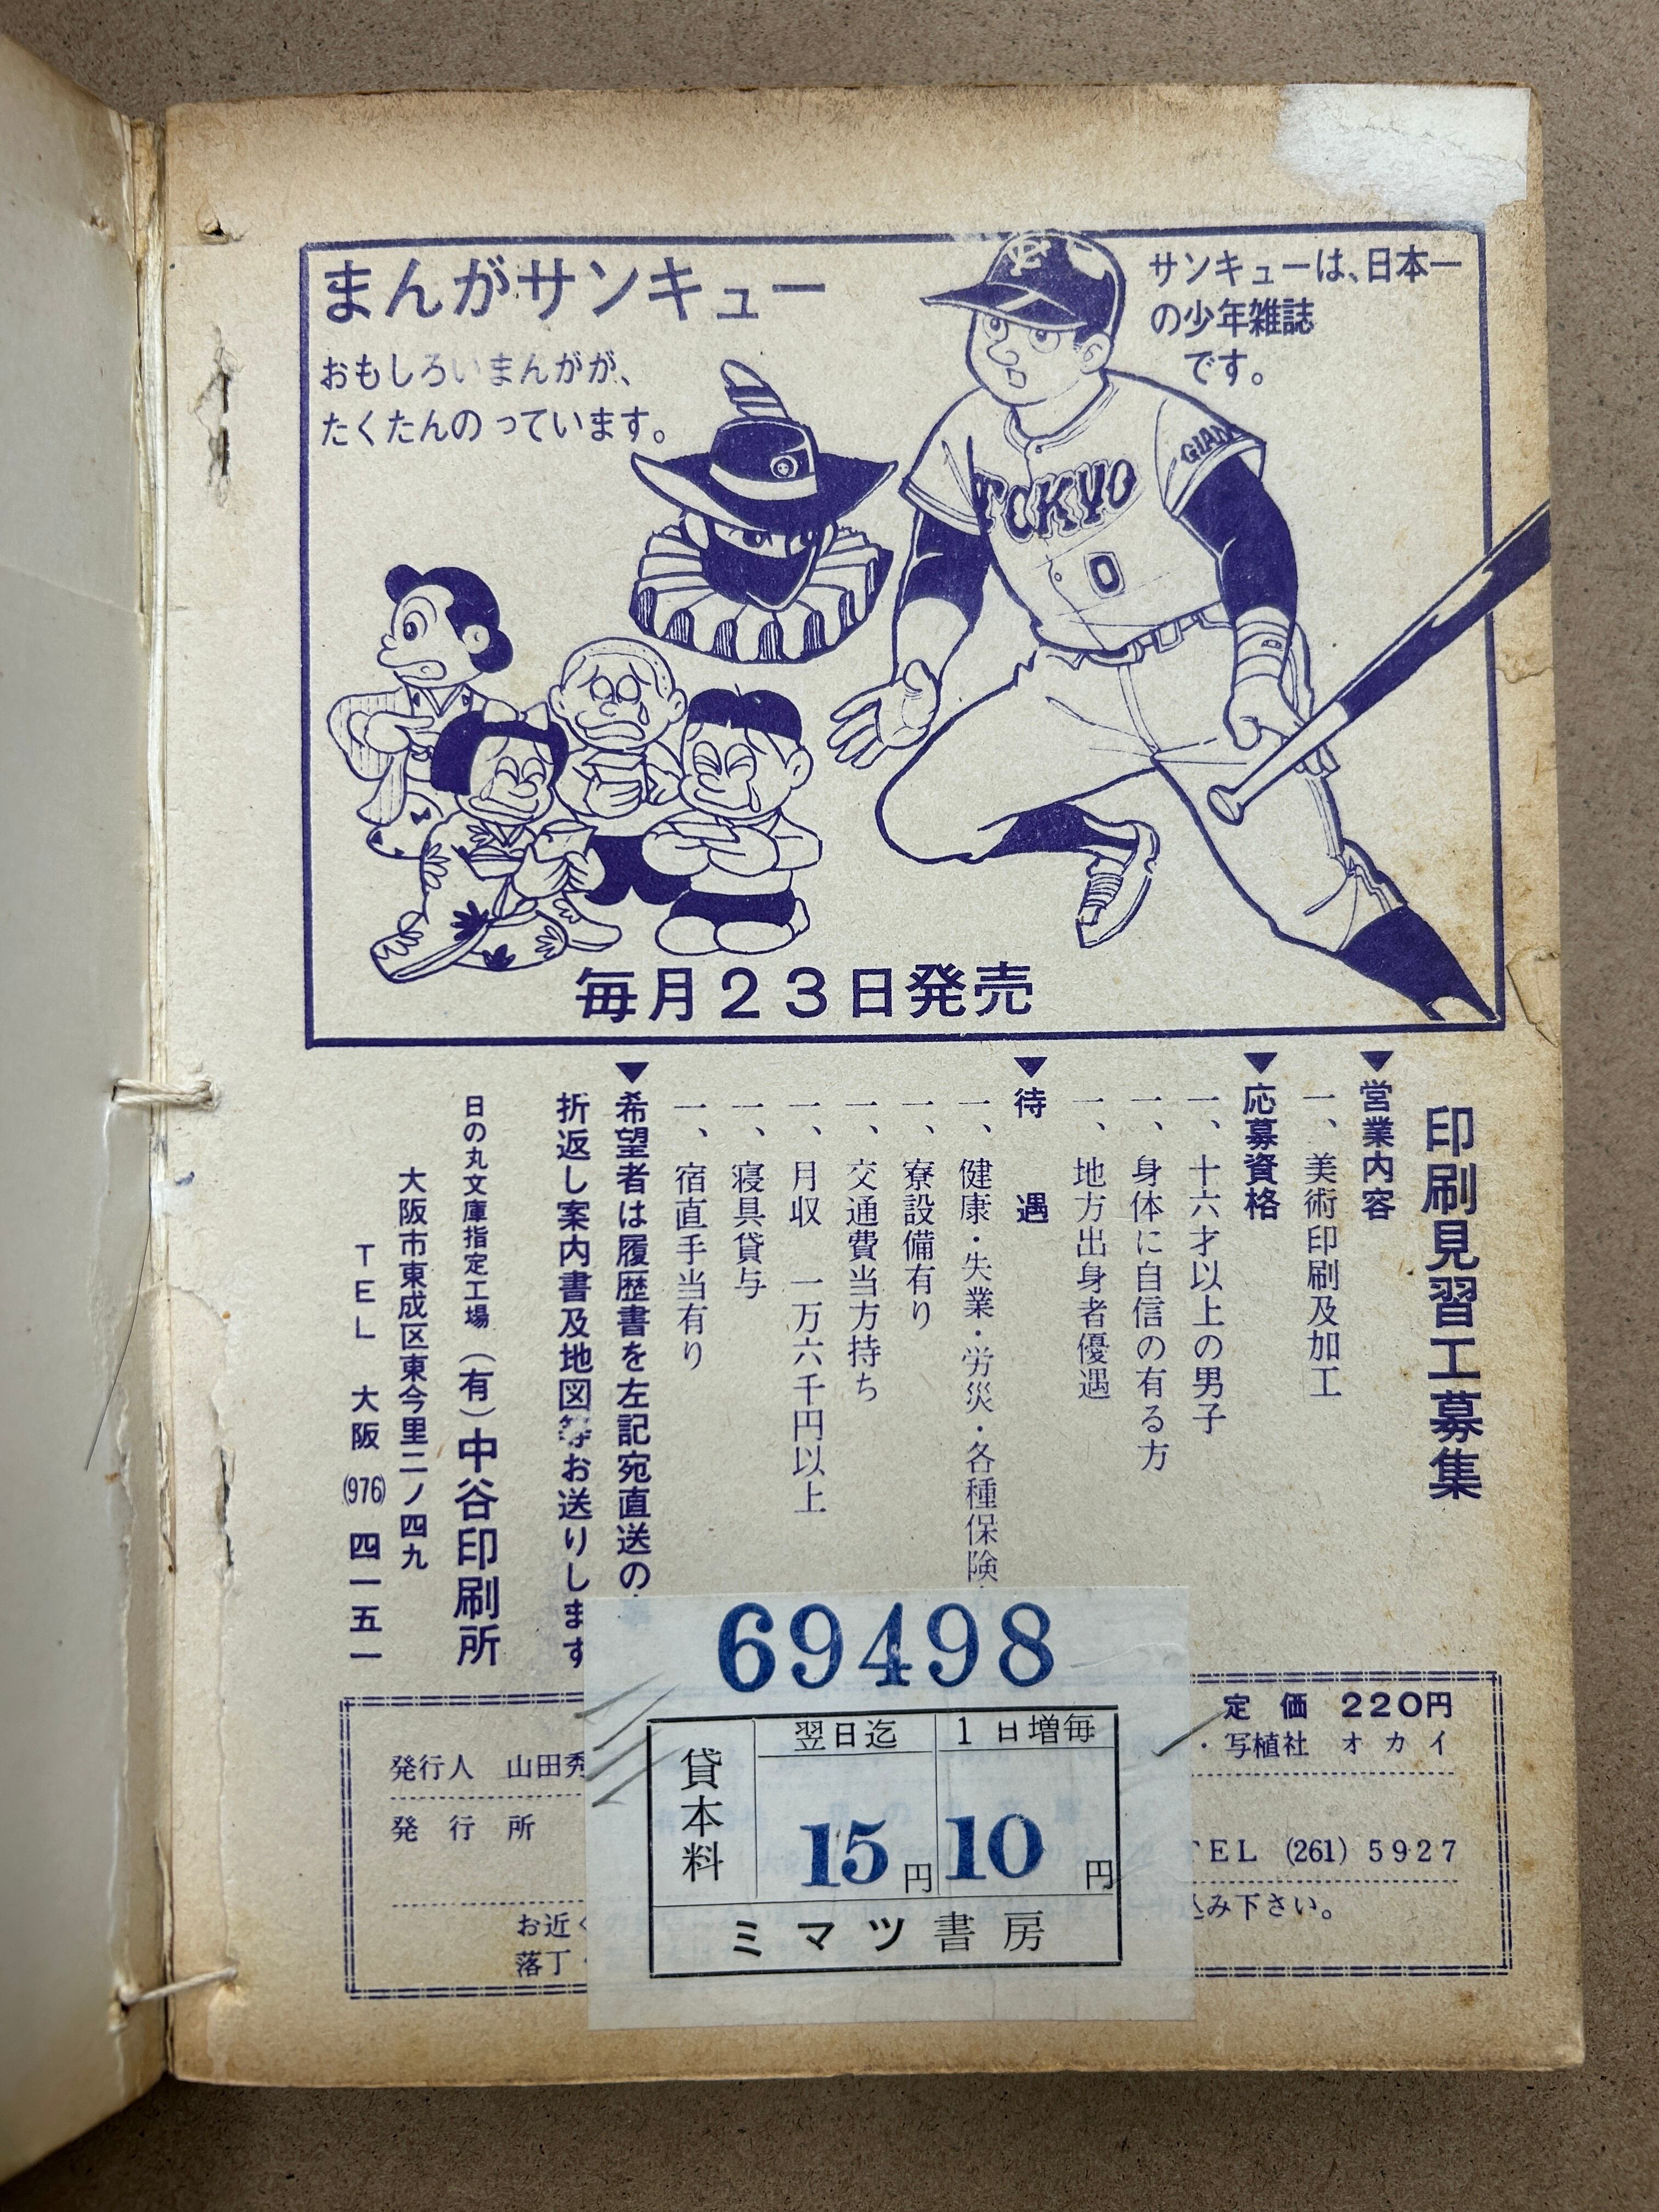 まんがサンキュー
おもしろいまんがが、
たくたんのっています。
サンキューは、日本一
の少年雑誌
です。
TOKYO
GIAN
0
毎月23日発売
印刷見習工募集
▼営業内容
一、美術印刷及加工
▼応募資格
一、十六才以上の男子
一、身体に自信の有る方
一、地方出身者優遇
▼待遇
一、健康・失業・労災・各種保険
一、寮設備有り
一、交通費当方持ち
一、月収 一万六千円以上
一、寝具貸与
一、宿直手当有り
▼希望者は履歴書を左記宛直送の
折返し案内書及地図等お送りします
日の丸文庫指定工場 (有)中谷印刷所
大阪市東成区東今里二ノ四九
TEL 大阪(976)四一五一
定価 220円
・写植社 オカイ
発行人 山田秀
発行所
TEL (261) 5927
お近く
込み下さい。
落丁・
69498
貸本料
翌日迄
1日増毎
15円
10円
ミマツ書房